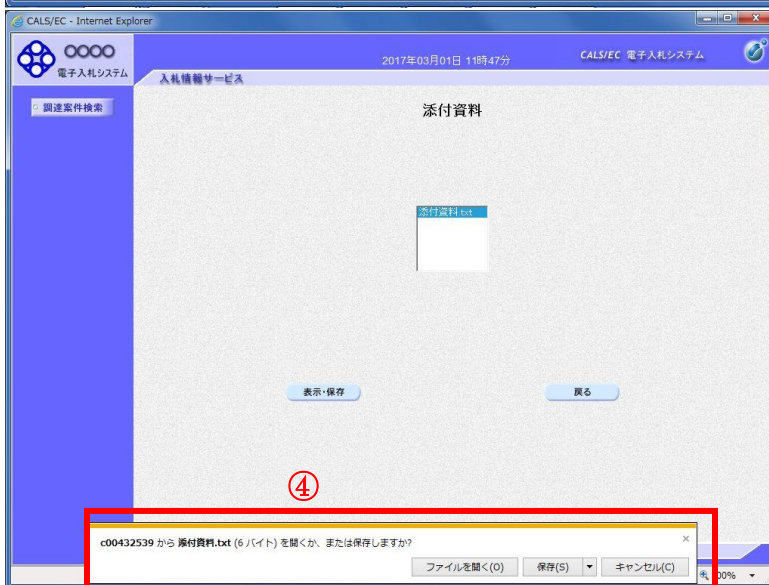 CALS/EC - Internet Explorer
○○○○
電子入札システム
2017年03月01日 11時47分
CALS/EC 電子入札システム
入札情報サービス
調達案件検索
添付資料
添付資料.txt
表示・保存
戻る
④
c00432539 から 添付資料.txt (6 バイト) を開くか、または保存しますか?
×
ファイルを開く(O)
保存(S)
キャンセル(C)